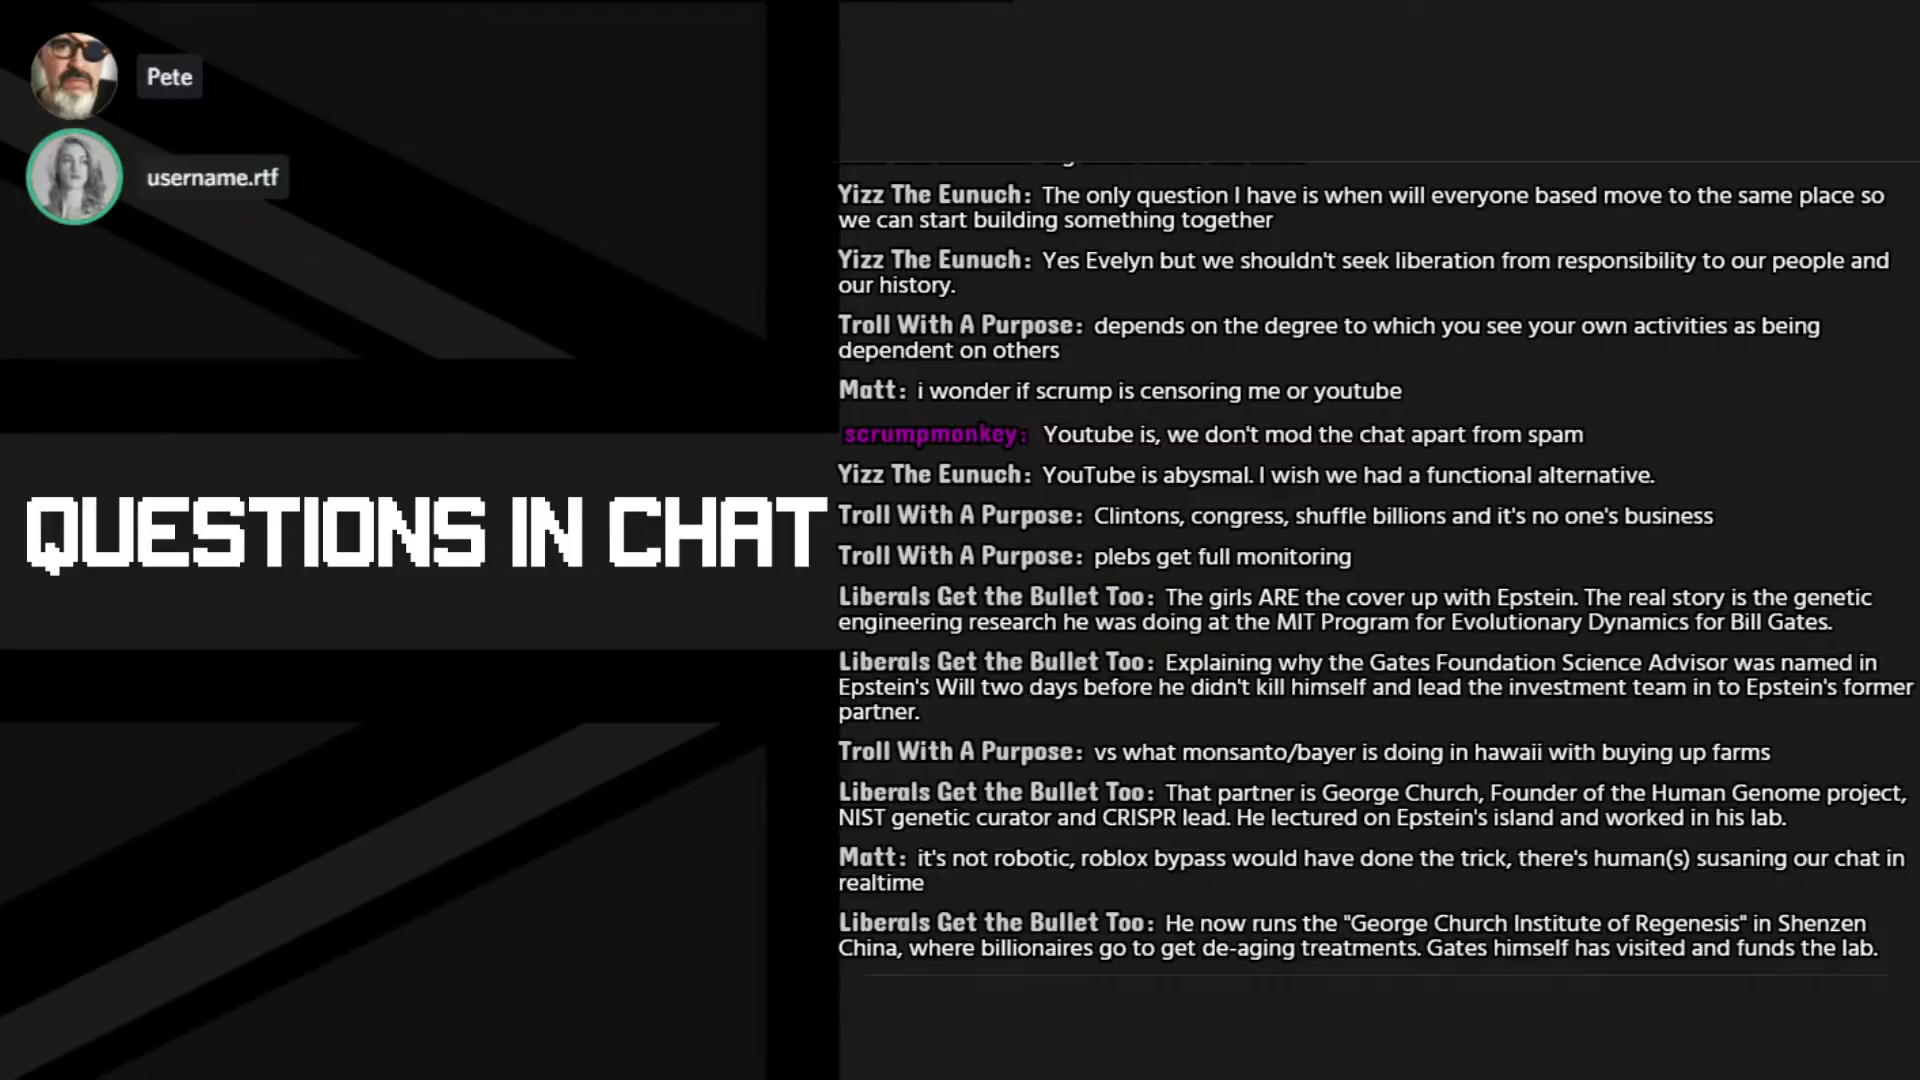 Pete
username.rtf
QUESTIONS IN CHAT
Yizz The Eunuch: The only question I have is when will everyone based move to the same place so
we can start building something together
Yizz The Eunuch: Yes Evelyn but we shouldn't seek liberation from responsibility to our people and
our history.
Troll With A Purpose: depends on the degree to which you see your own activities as being
dependent on others
Matt: i wonder if scrump is censoring me or youtube
scrumpmonkey: Youtube is, we don't mod the chat apart from spam
Yizz The Eunuch: YouTube is abysmal. I wish we had a functional alternative.
Troll With A Purpose: Clintons, congress, shuffle billions and it's no one's business
Troll With A Purpose: plebs get full monitoring
Liberals Get the Bullet Too: The girls ARE the cover up with Epstein. The real story is the genetic
engineering research he was doing at the MIT Program for Evolutionary Dynamics for Bill Gates.
Liberals Get the Bullet Too: Explaining why the Gates Foundation Science Advisor was named in
Epstein's Will two days before he didn't kill himself and lead the investment team in to Epstein's former
partner.
Troll With A Purpose: vs what monsanto/bayer is doing in hawaii with buying up farms
Liberals Get the Bullet Too: That partner is George Church, Founder of the Human Genome project,
NIST genetic curator and CRISPR lead. He lectured on Epstein's island and worked in his lab.
Matt: it's not robotic, roblox bypass would have done the trick, there's human(s) susaning our chat in
realtime
Liberals Get the Bullet Too: He now runs the "George Church Institute of Regenesis" in Shenzen
China, where billionaires go to get de-aging treatments. Gates himself has visited and funds the lab.